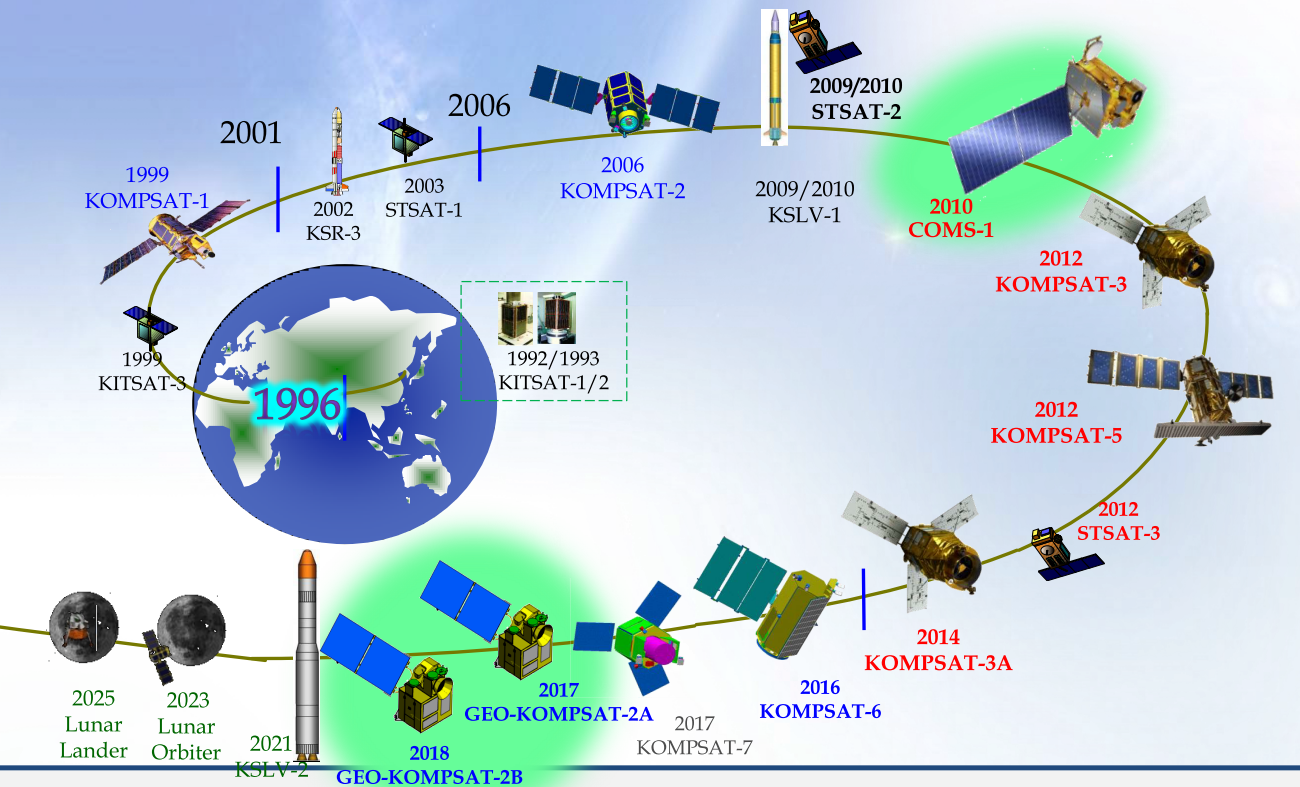 2001
2006
1999
KOMPSAT-1
2002
KSR-3
2003
STSAT-1
2006
KOMPSAT-2
2009/2010
STSAT-2
2009/2010
KSLV-1
2010
COMS-1
2012
KOMPSAT-3
1999
KITSAT-3
1996
1992/1993
KITSAT-1/2
2012
KOMPSAT-5
2012
STSAT-3
2014
KOMPSAT-3A
2016
KOMPSAT-6
2017
KOMPSAT-7
2017
GEO-KOMPSAT-2A
2018
GEO-KOMPSAT-2B
2021
KSLV-2
2023
Lunar
Orbiter
2025
Lunar
Lander